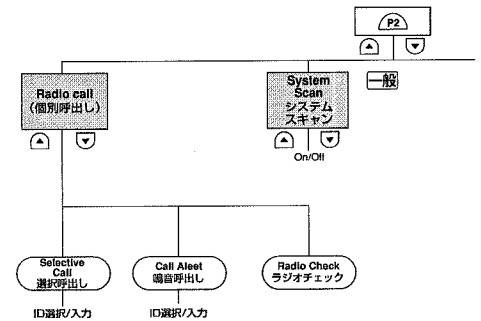 P2
一般
Radio call
(個別呼出し)
System
Scan
システム
スキャン
On/Off
Selective
Call
選択呼出し
Call Aleet
鳴音呼出し
Radio Check
ラジオチェック
ID選択/入力
ID選択/入力